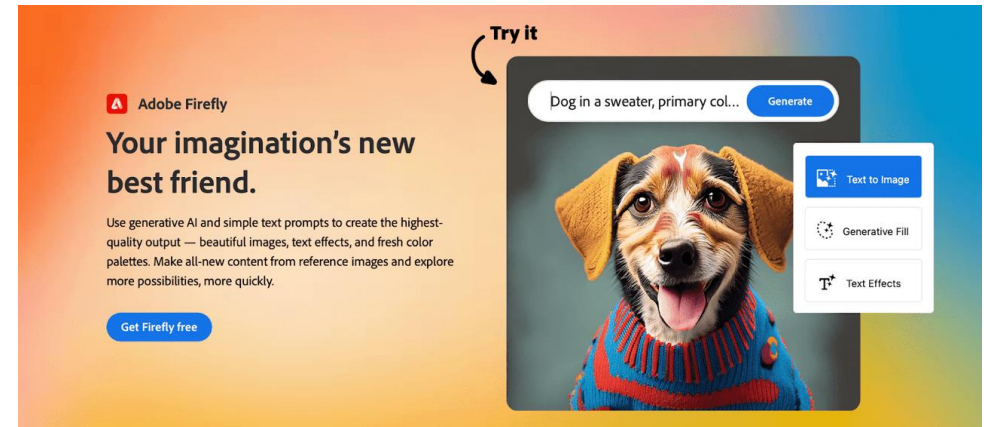 Try it
Adobe Firefly
Your imagination’s new
best friend.
Use generative AI and simple text prompts to create the highest-
quality output — beautiful images, text effects, and fresh color
palettes. Make all-new content from reference images and explore
more possibilities, more quickly.
Get Firefly free
Dog in a sweater, primary col...
Generate
Text to Image
Generative Fill
Text Effects